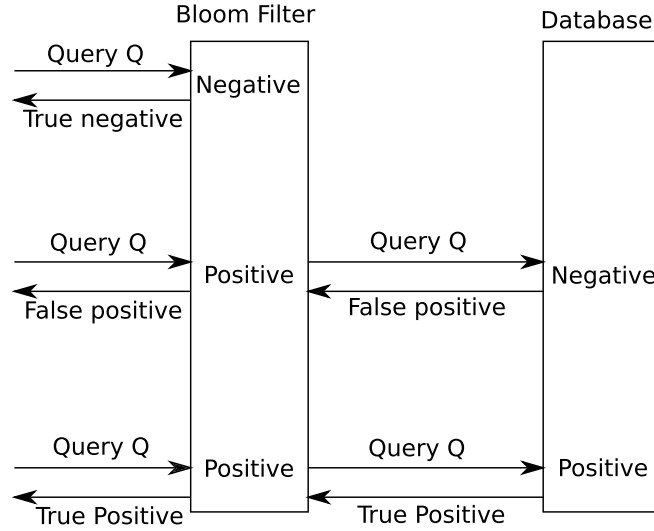 Bloom Filter
Database
Query Q
Negative
True negative
Query Q
Query Q
Positive
Negative
False positive
False positive
Query Q
Query Q
Positive
Positive
True Positive
True Positive